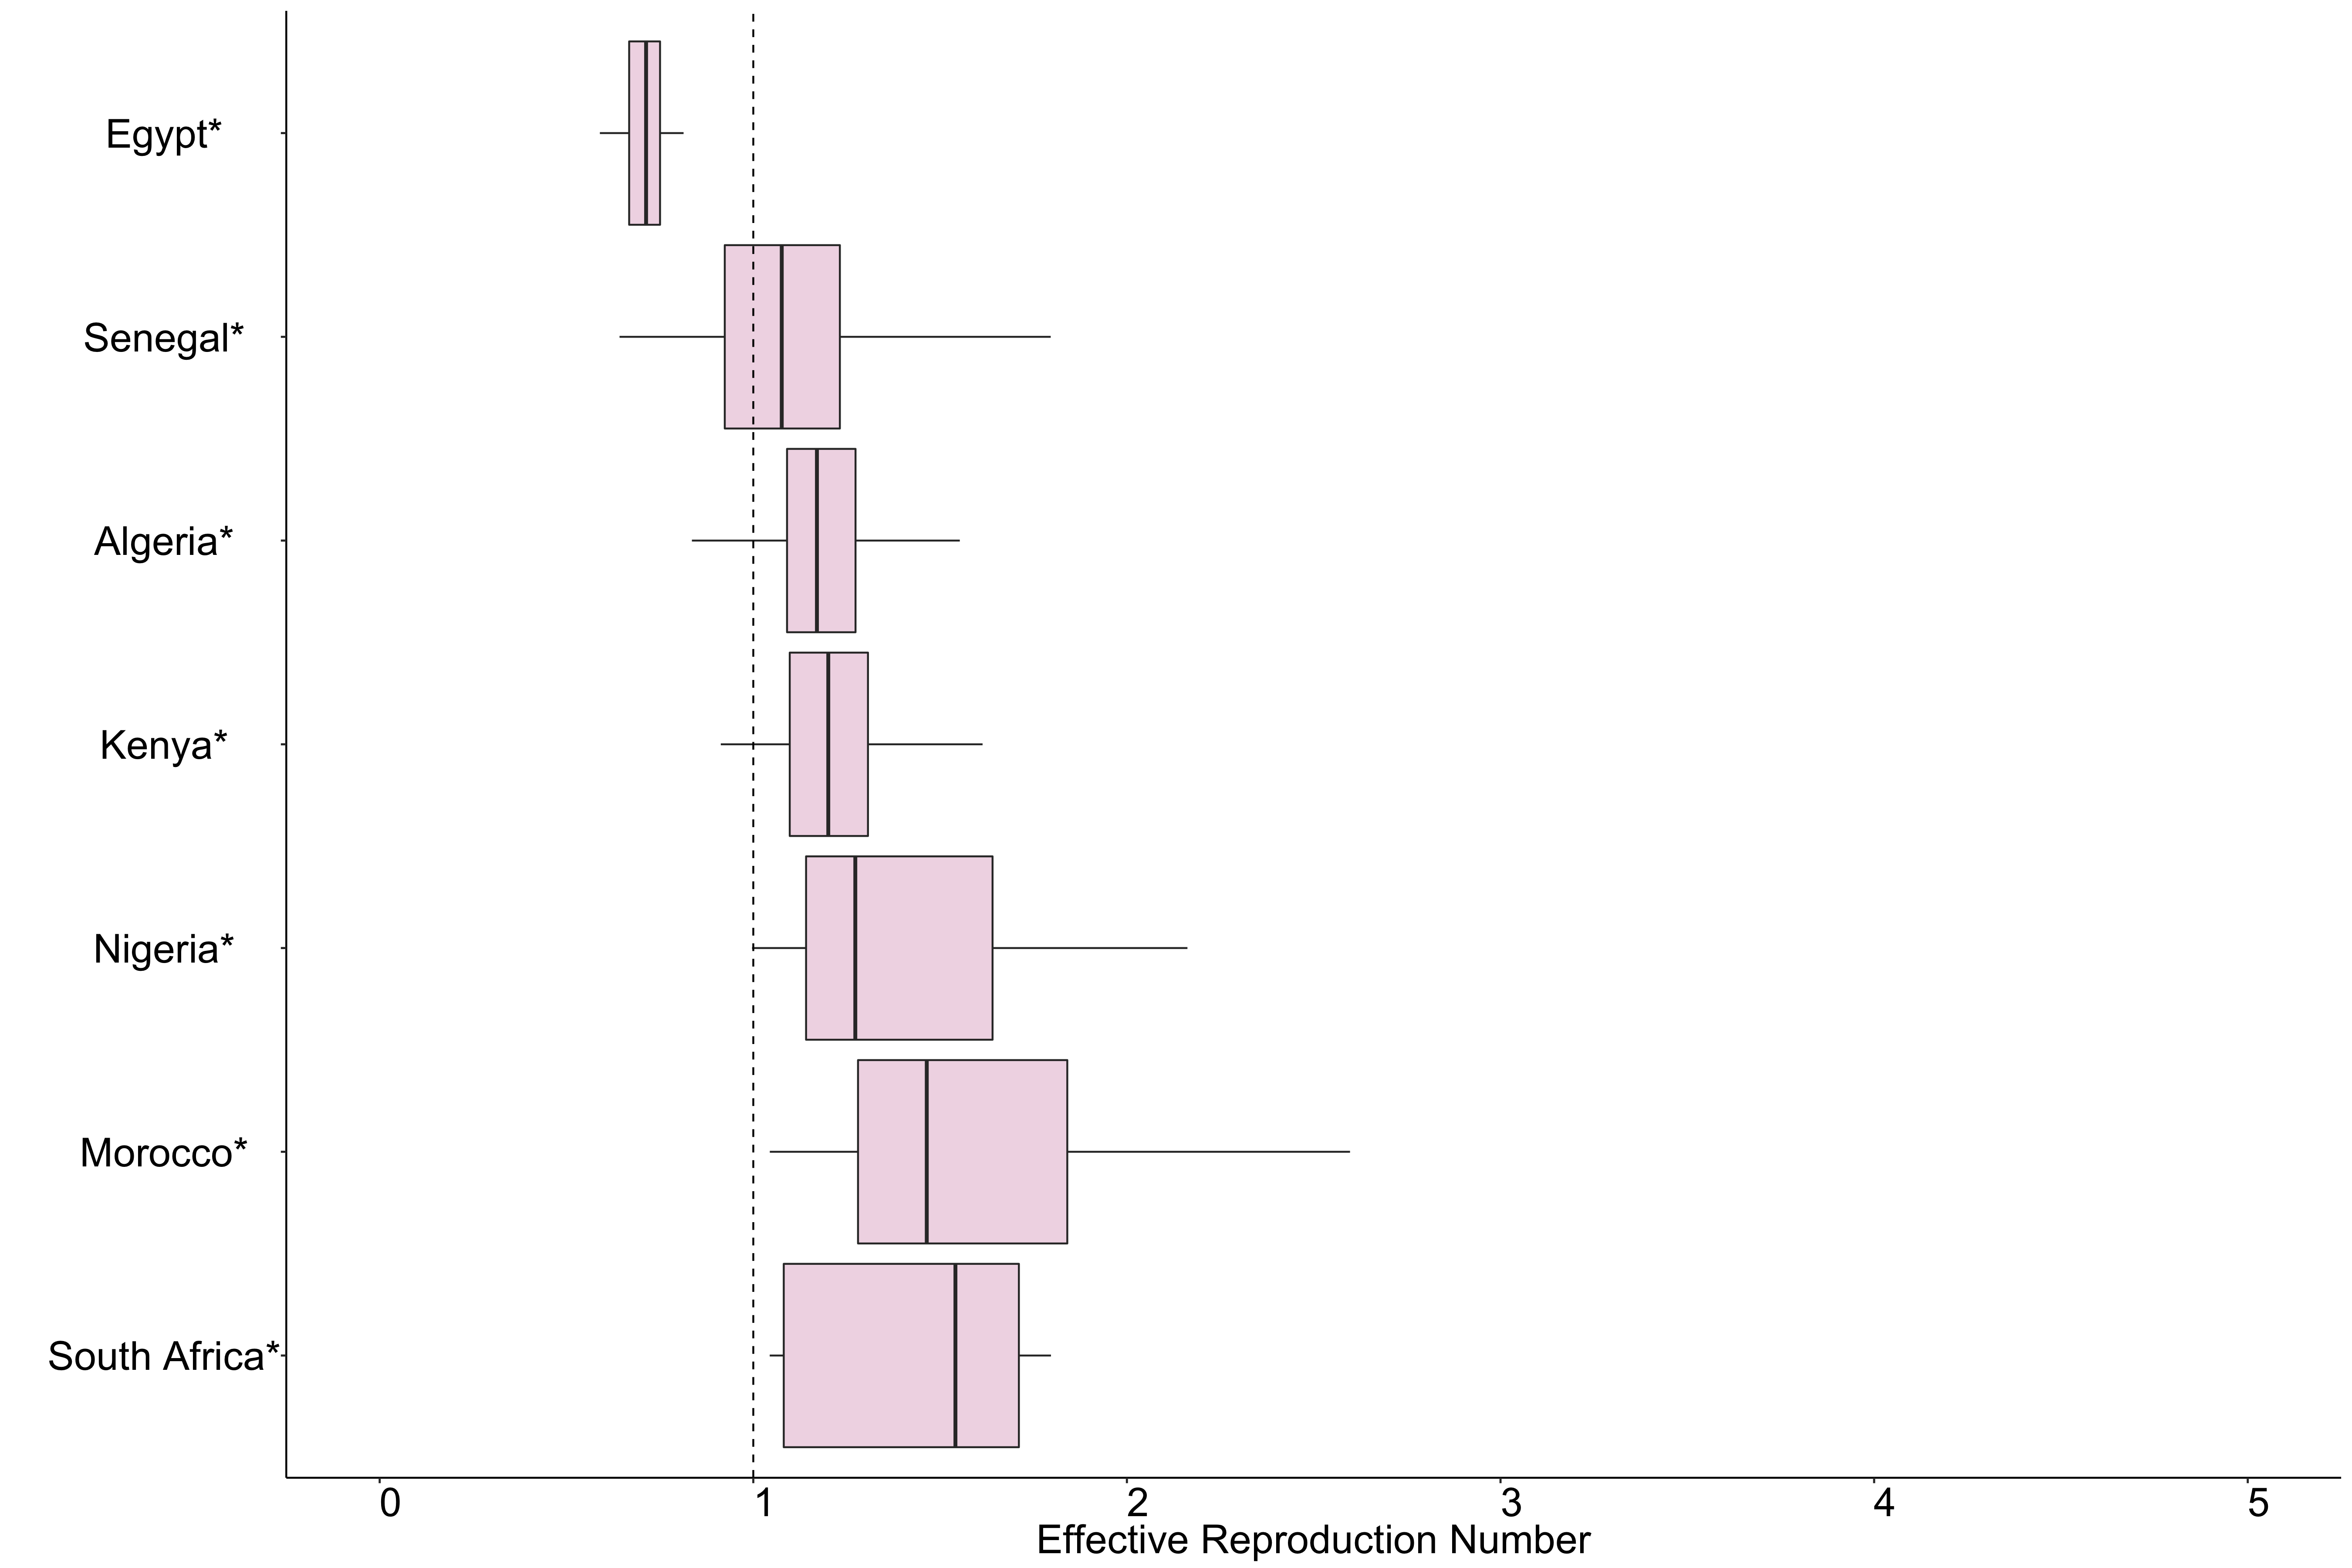 Egypt*
Senegal*
Algeria*
Kenya*
Nigeria*
Morocco*
South Africa*
0 1 2 3 4 5
Effective Reproduction Number